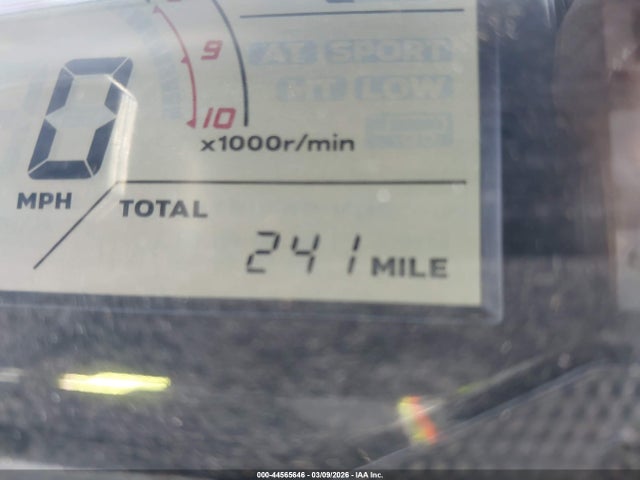 9
AT SPORT
MT LOW
10
x1000r/min
0
MPH
TOTAL
241 MILE
000-44565646 - 03/09/2026 - IAA Inc.